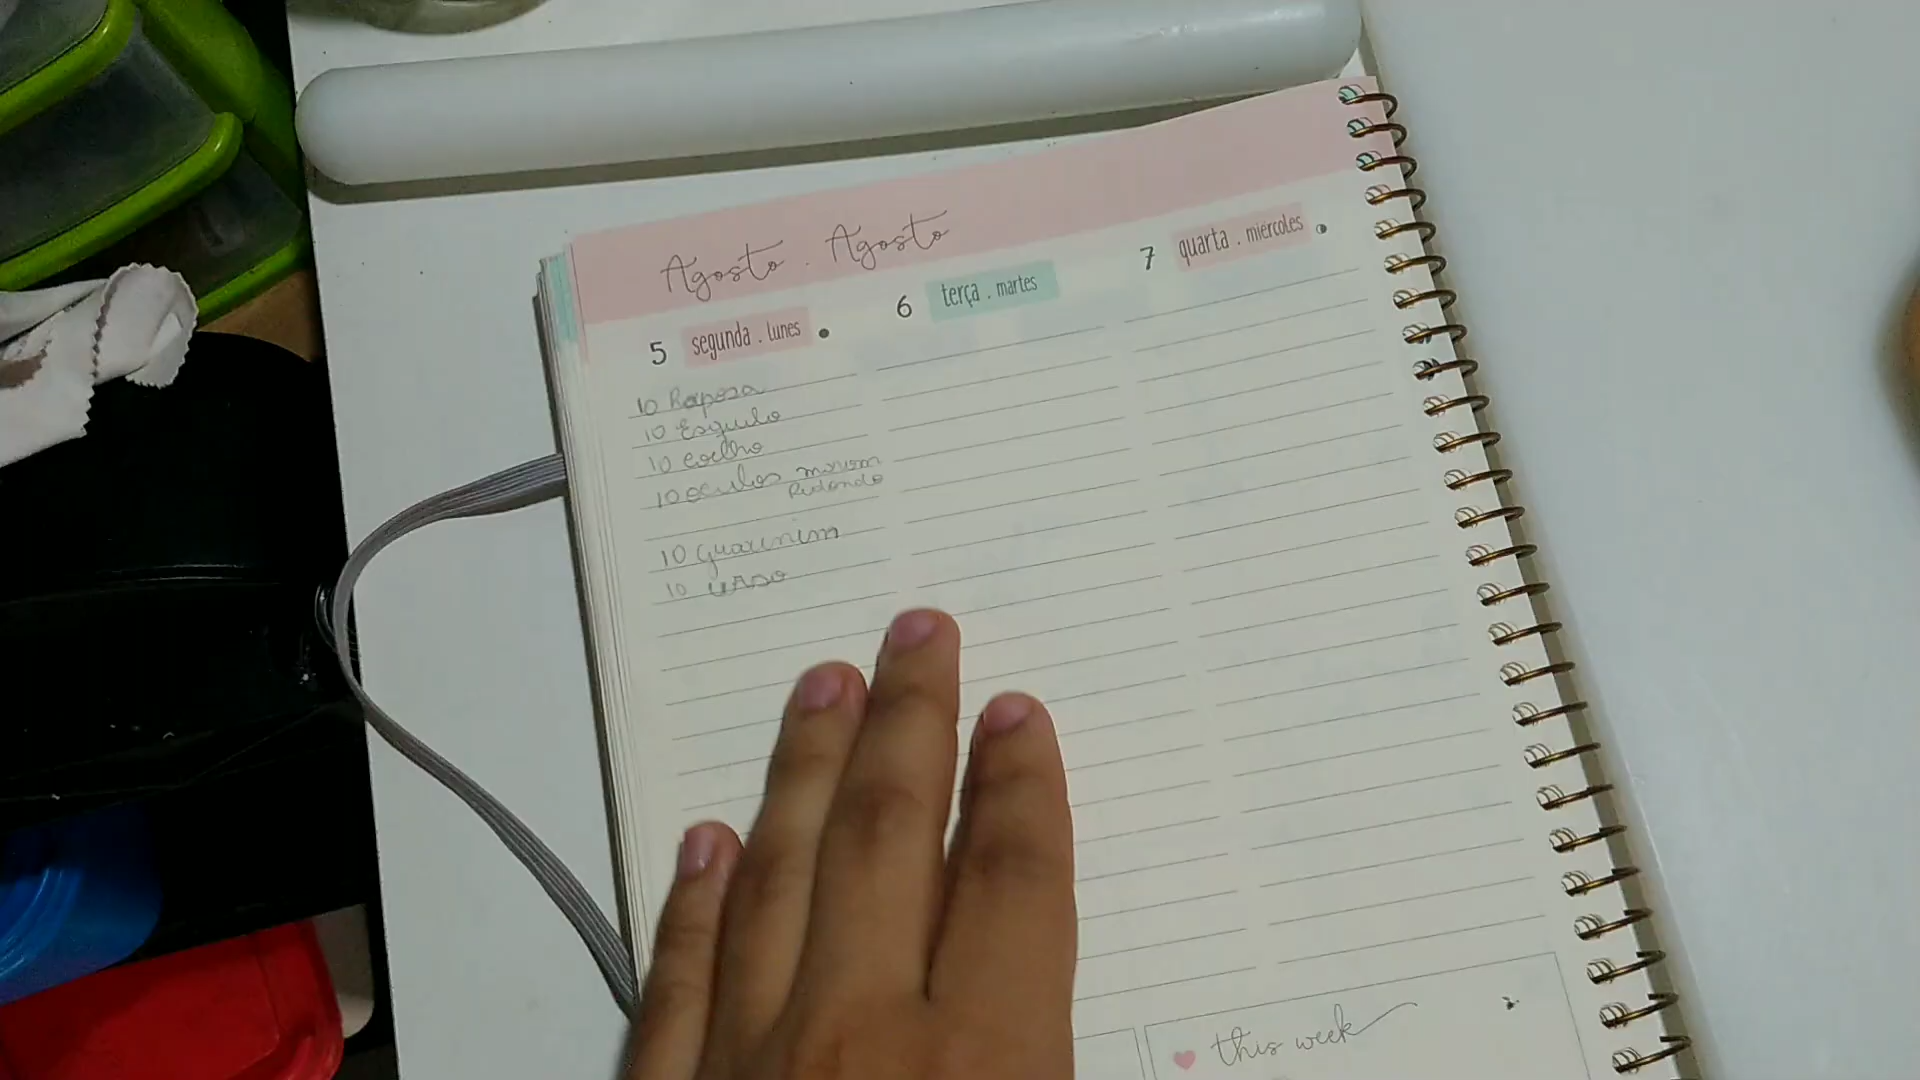 Agosto . Agosto
5 segunda . lunes
6 terça . martes
7 quarta . miércoles
10 Raposa
10 Esquilo
10 Coelho
10 oculos marrom
Redondo
10 guaxinim
10 urso
this week